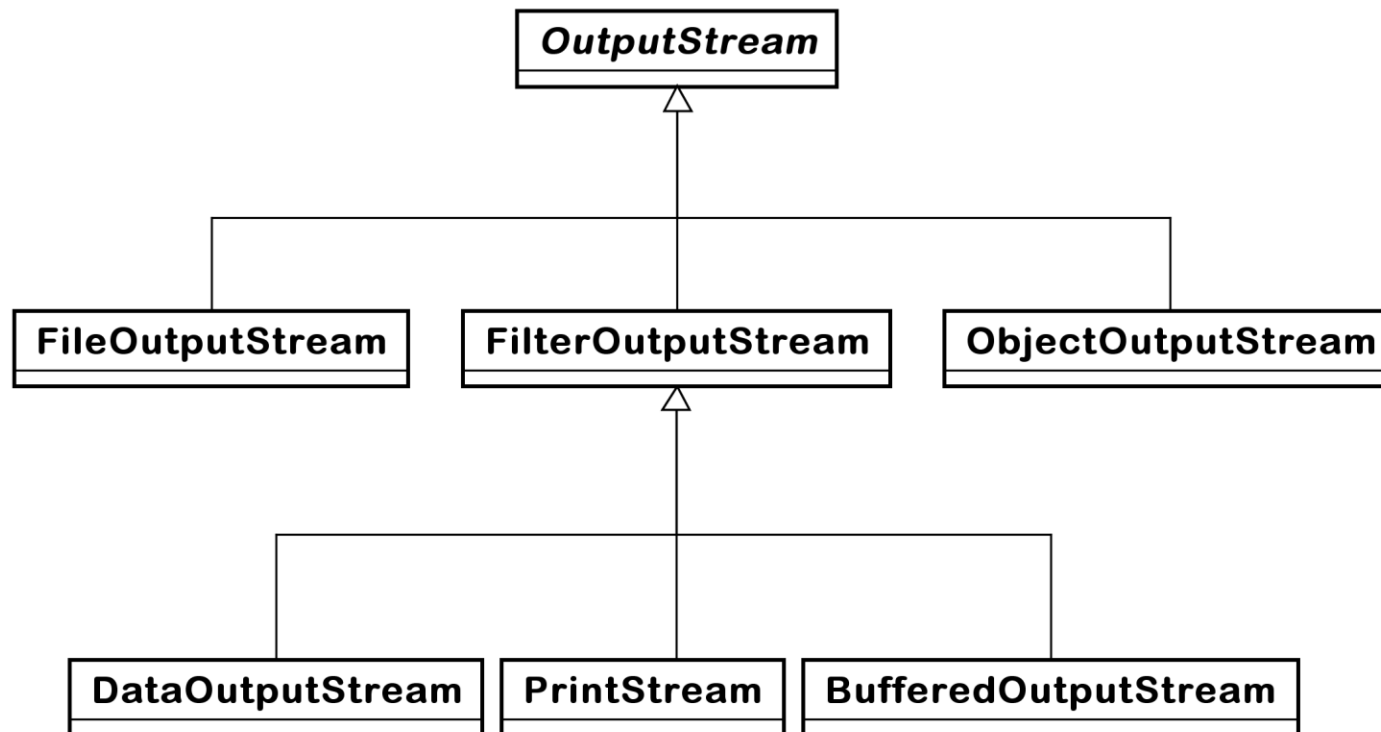 OutputStream
FileOutputStream
FilterOutputStream
ObjectOutputStream
DataOutputStream
PrintStream
BufferedOutputStream